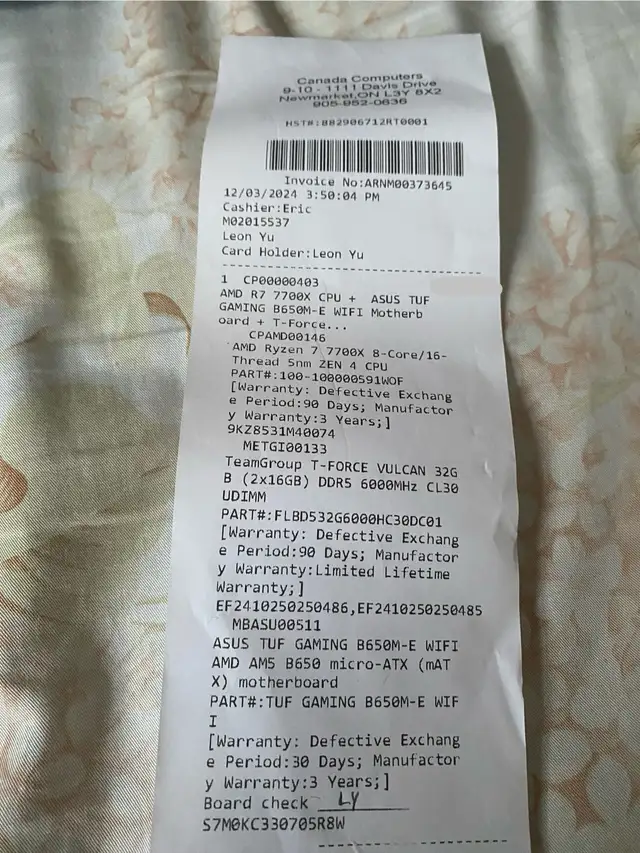 Canada Computers
9-10 - 1111 Davis Drive
Newmarket,ON L3Y 8X2
905-952-0636
HST#:882906712RT0001
Invoice No:ARNM00373645
12/03/2024 3:50:04 PM
Cashier:Eric
M02015537
Leon Yu
Card Holder:Leon Yu
1 CP00000403
AMD R7 7700X CPU + ASUS TUF
GAMING B650M-E WIFI Motherb
oard + T-Force...
CPAMD00146
AMD Ryzen 7 7700X 8-Core/16-
Thread 5nm ZEN 4 CPU
PART#:100-100000591WOF
[Warranty: Defective Exchang
e Period:90 Days; Manufactor
y Warranty:3 Years;]
9KZ8531M40074
METGI00133
TeamGroup T-FORCE VULCAN 32G
B (2x16GB) DDR5 6000MHz CL30
UDIMM
PART#:FLBD532G6000HC30DC01
[Warranty: Defective Exchang
e Period:90 Days; Manufactor
y Warranty:Limited Lifetime
Warranty;]
EF2410250250486,EF2410250250485
MBASU00511
ASUS TUF GAMING B650M-E WIFI
AMD AM5 B650 micro-ATX (mAT
X) motherboard
PART#:TUF GAMING B650M-E WIF
I
[Warranty: Defective Exchang
e Period:30 Days; Manufactor
y Warranty:3 Years;]
Board check LY
S7M0KC330705R8W